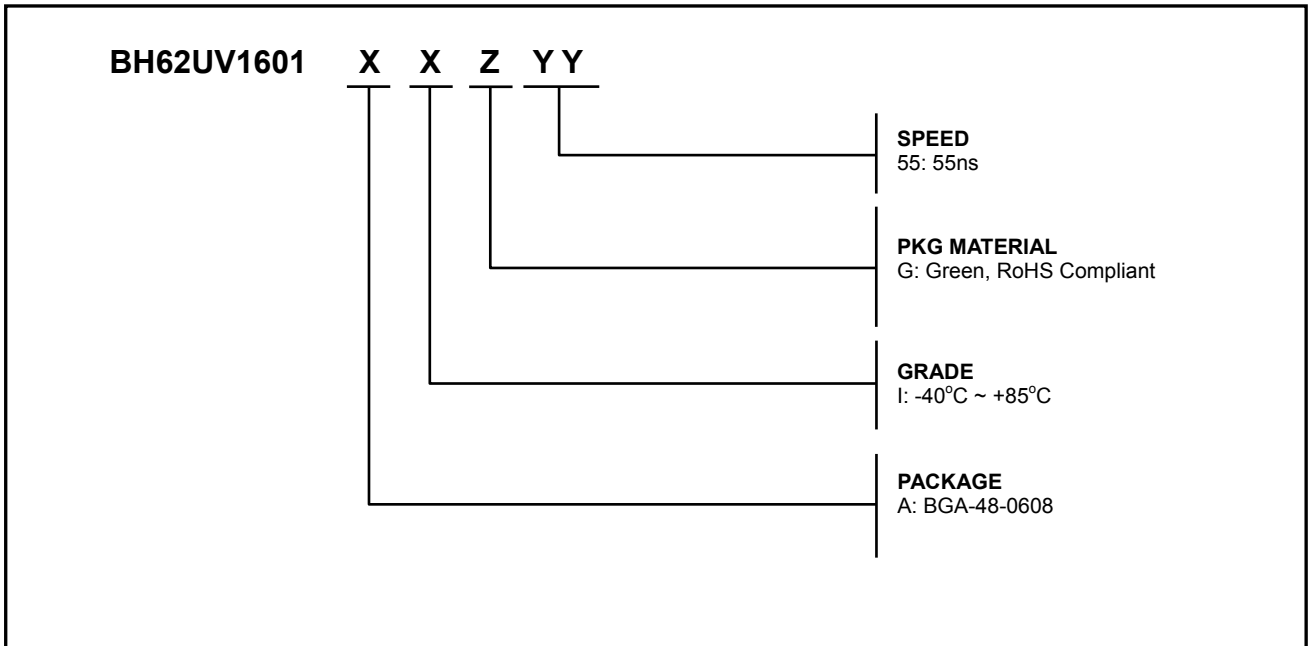 BH62UV1601 X X Z Y Y
SPEED
55: 55ns
PKG MATERIAL
G: Green, RoHS Compliant
GRADE
I: -40°C ~ +85°C
PACKAGE
A: BGA-48-0608